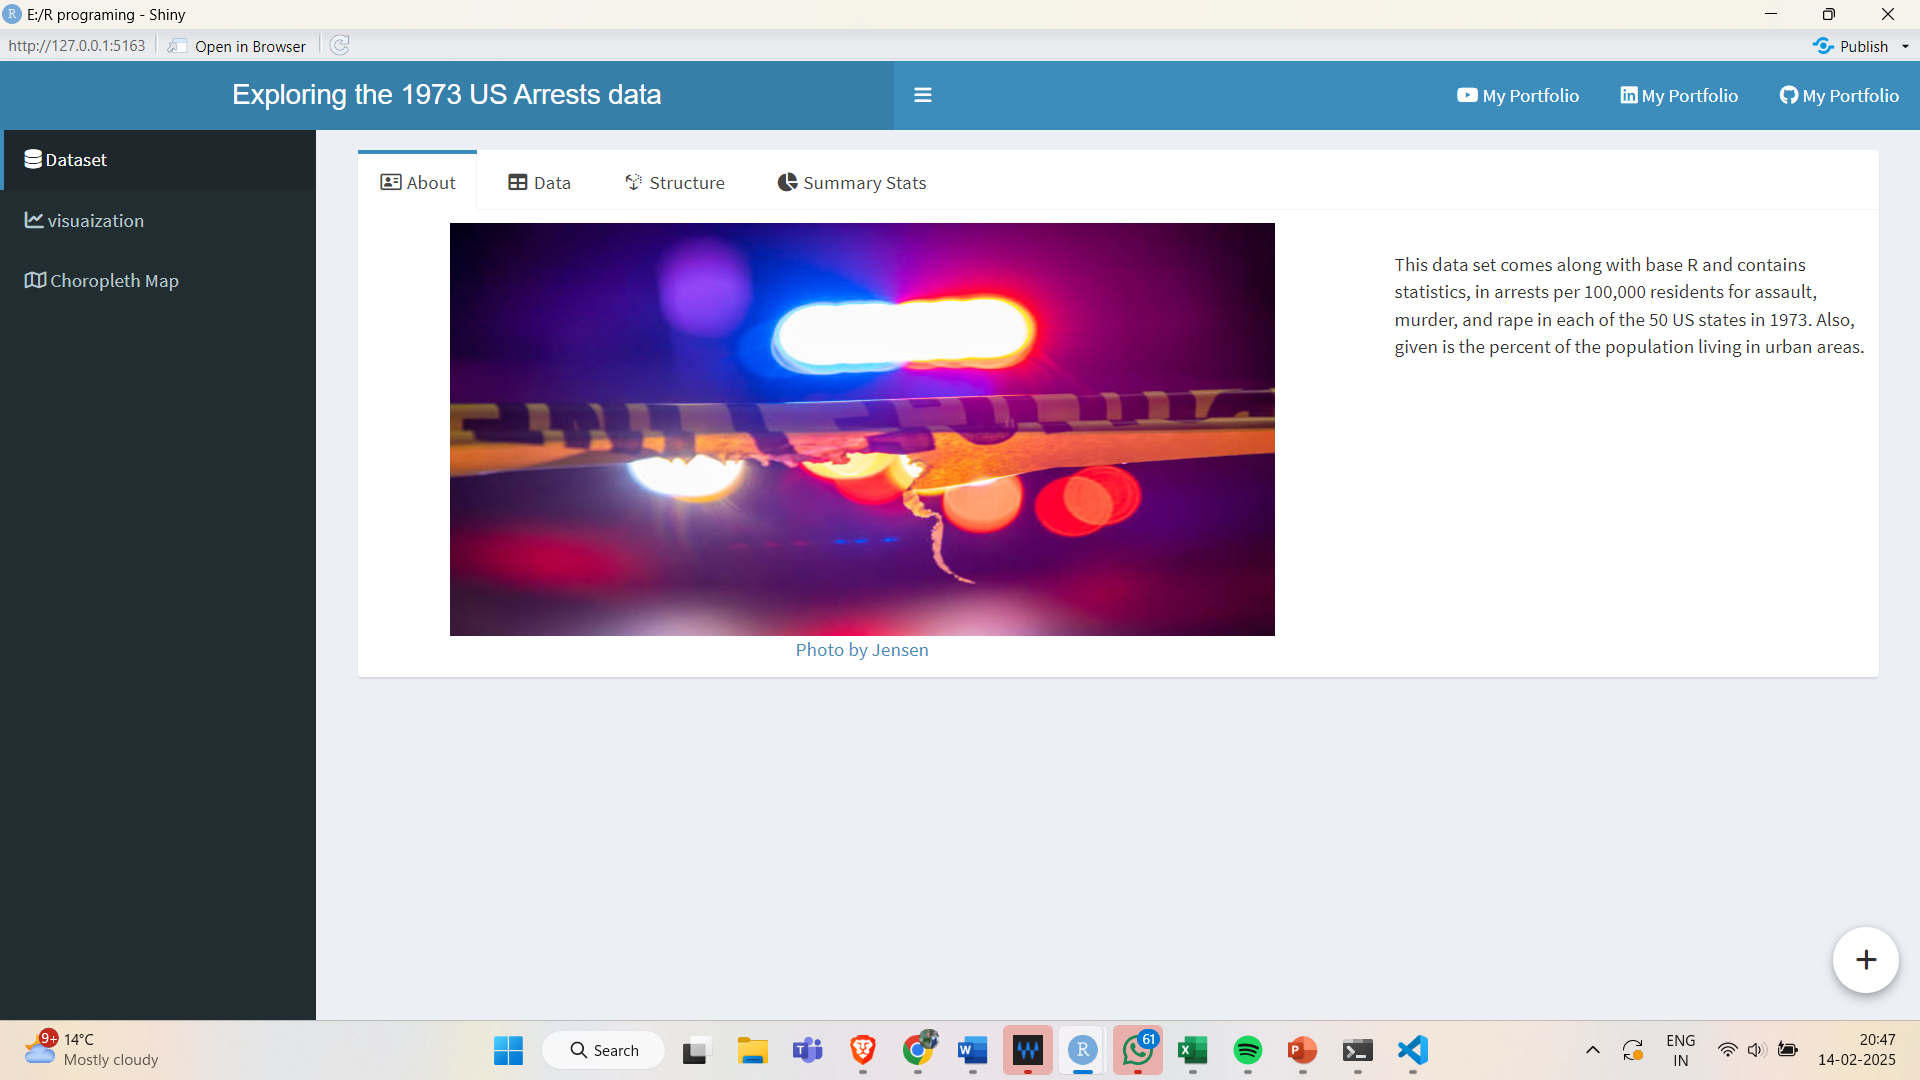 R E:/R programing - Shiny
http://127.0.0.1:5163 Open in Browser Publish
Exploring the 1973 US Arrests data
My Portfolio in My Portfolio My Portfolio
Dataset
visuaization
Choropleth Map
About Data Structure Summary Stats
This data set comes along with base R and contains
statistics, in arrests per 100,000 residents for assault,
murder, and rape in each of the 50 US states in 1973. Also,
given is the percent of the population living in urban areas.
Photo by Jensen
+
9+ 14°C
Mostly cloudy
Search
T W R 61 X P
ENG
IN
20:47
14-02-2025